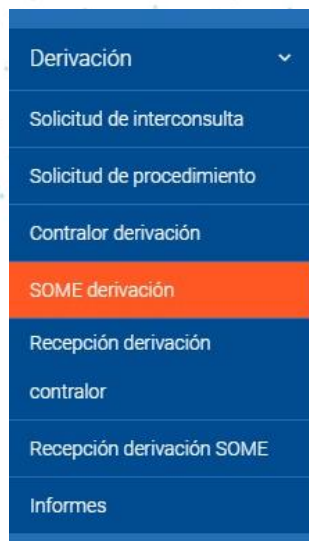 Derivación
Solicitud de interconsulta
Solicitud de procedimiento
Contralor derivación
SOME derivación
Recepción derivación
contralor
Recepción derivación SOME
Informes